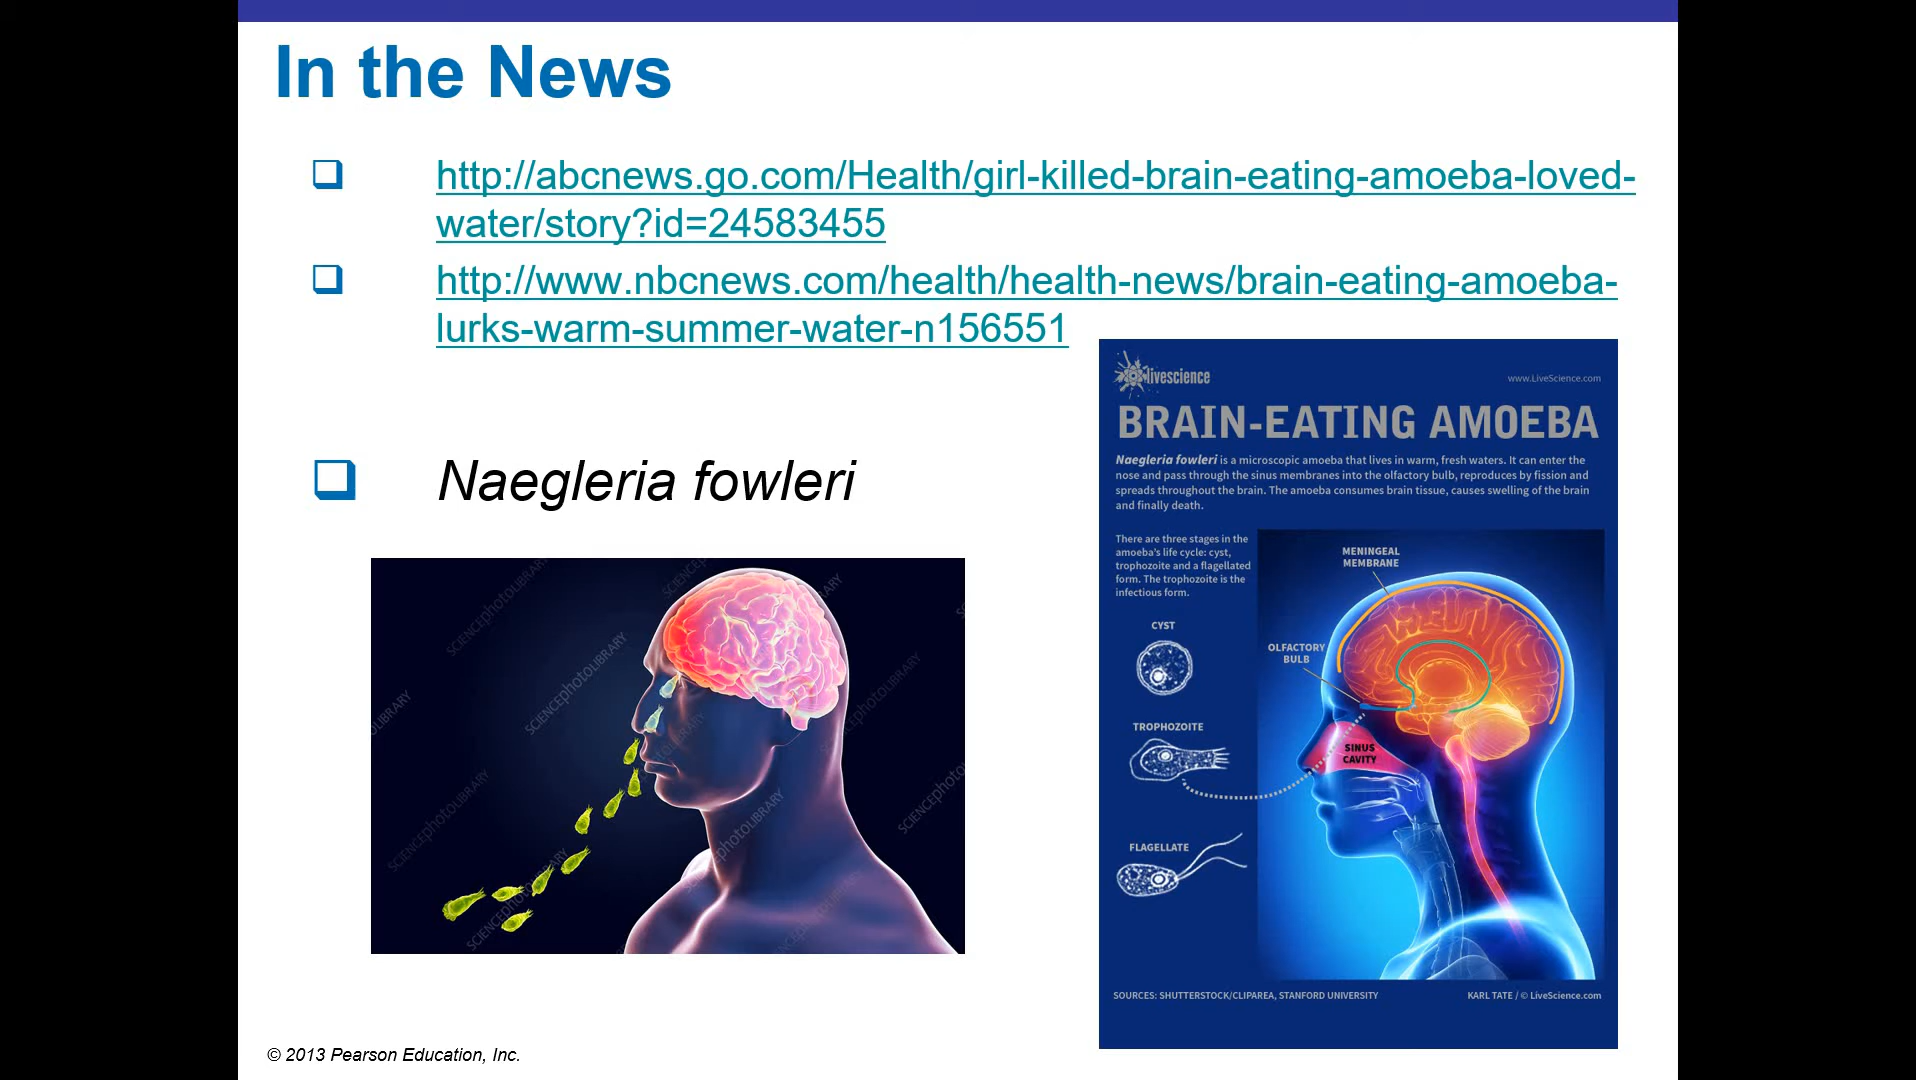 In the News
http://abcnews.go.com/Health/girl-killed-brain-eating-amoeba-loved-
water/story?id=24583455
http://www.nbcnews.com/health/health-news/brain-eating-amoeba-
lurks-warm-summer-water-n156551
Naegleria fowleri
SCIENCEphotoLIBRARY
livescience
www.LiveScience.com
BRAIN-EATING AMOEBA
Naegleria fowleri is a microscopic amoeba that lives in warm, fresh waters. It can enter the
nose and pass through the sinus membranes into the olfactory bulb, reproduces by fission and
spreads throughout the brain. The amoeba consumes brain tissue, causes swelling of the brain
and finally death.
There are three stages in the
amoeba's life cycle: cyst,
trophozoite and a flagellated
form. The trophozoite is the
infectious form.
CYST
TROPHOZOITE
FLAGELLATE
MENINGEAL
MEMBRANE
OLFACTORY
BULB
SINUS
CAVITY
SOURCES: SHUTTERSTOCK/CLIPAREA, STANFORD UNIVERSITY
KARL TATE / © LiveScience.com
© 2013 Pearson Education, Inc.